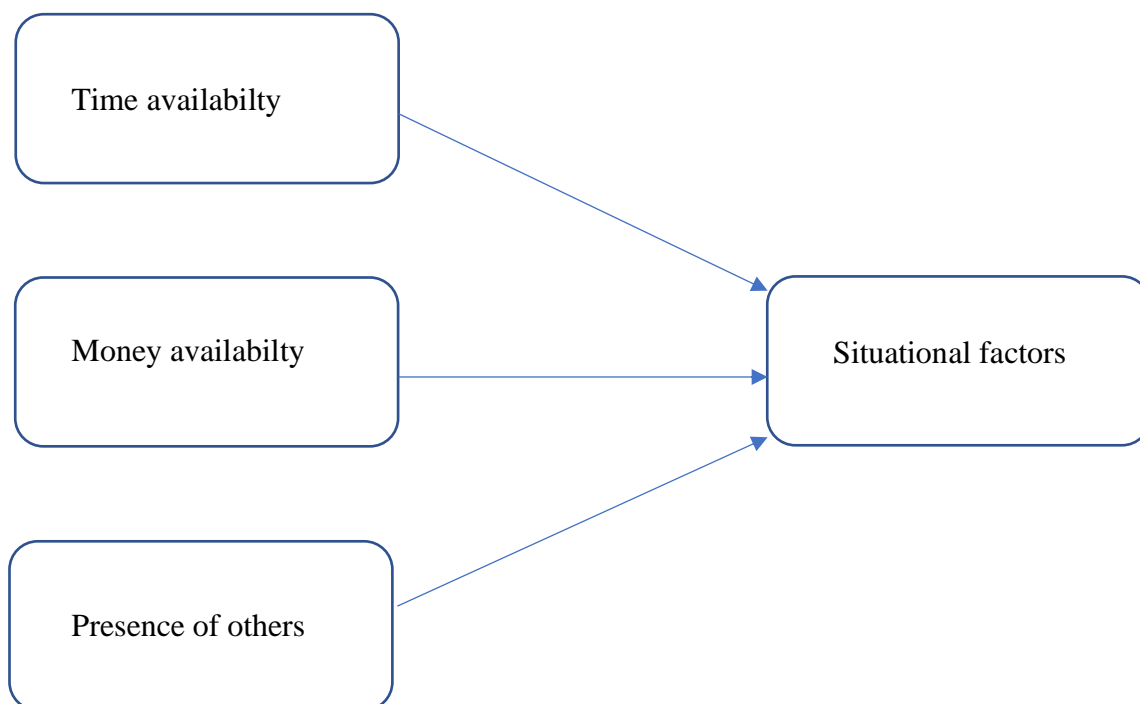 Time availabilty
Money availabilty
Situational factors
Presence of others